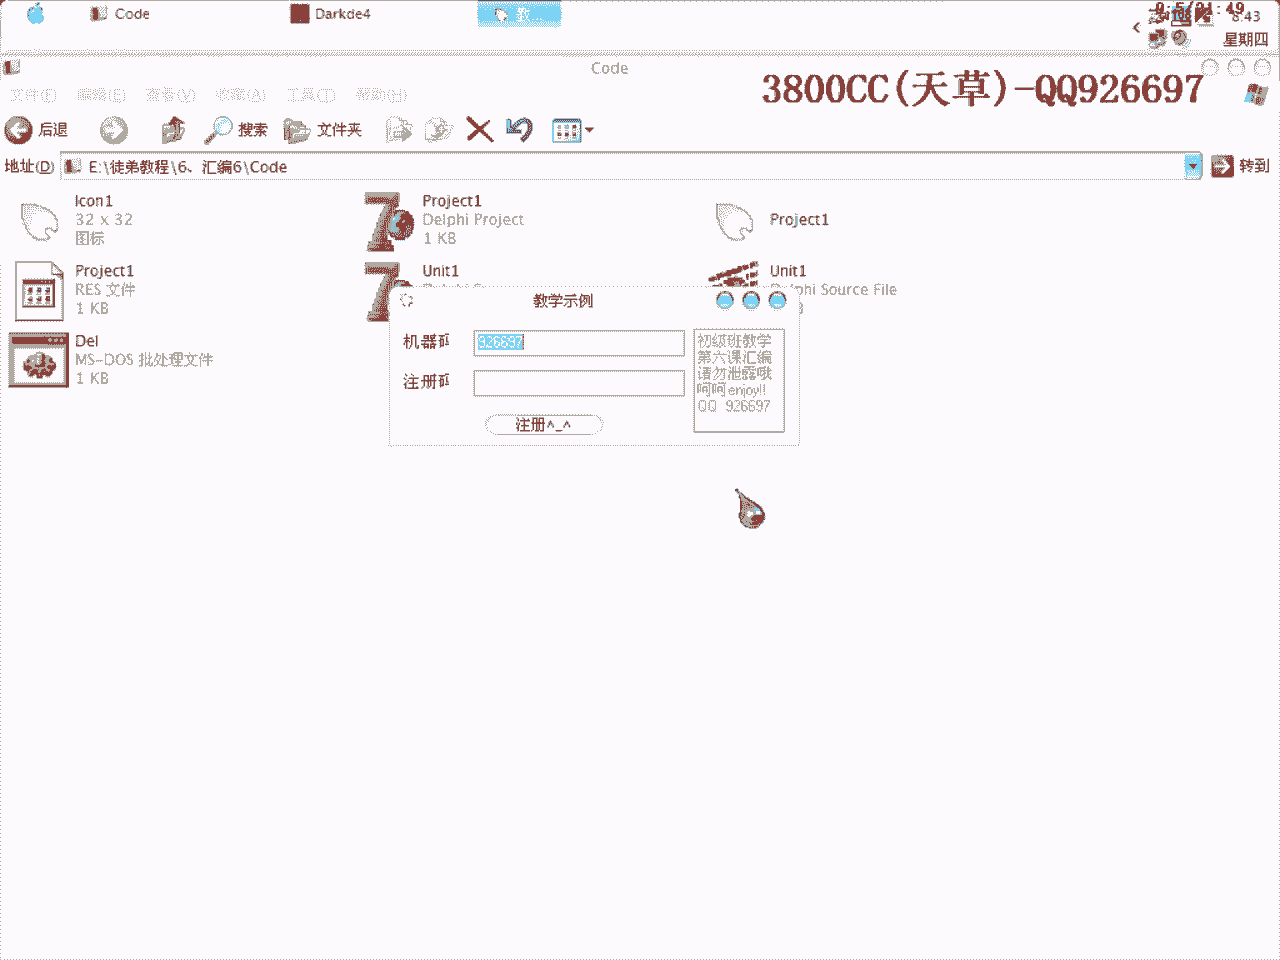 Code
Darkde4
教...
8:43
星期四
Code
3800CC(天草)-QQ926697
文件(F) 编辑(E) 查看(V) 收藏(A) 工具(T) 帮助(H)
后退 搜索 文件夹
地址(D) E:\徒弟教程\6、汇编6\Code 转到
Icon1
32 x 32
图标
Project1
Delphi Project
1 KB
Project1
Project1
RES 文件
1 KB
Unit1
Unit1
Delphi Source File
Del
MS-DOS 批处理文件
1 KB
教学示例
机器码 926697
注册码
注册^_^
初级班教学
第六课汇编
请勿泄露哦
呵呵enjoy!!
QQ 926697